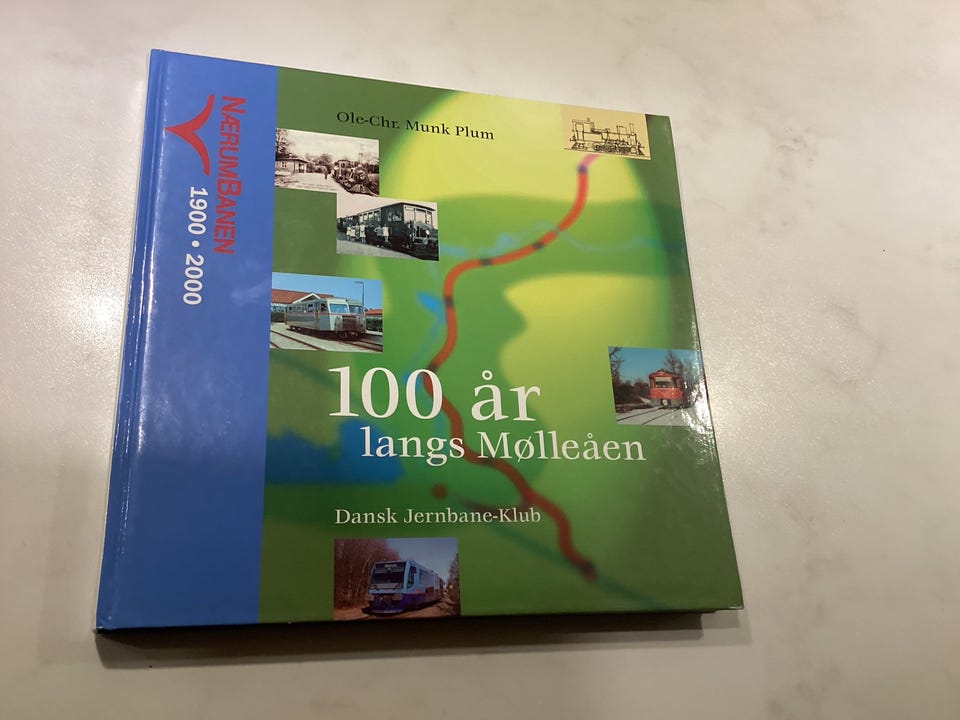 NÆRUMBANEN
1900 • 2000
Ole-Chr. Munk Plum
100 år
langs Mølleåen
Dansk Jernbane-Klub